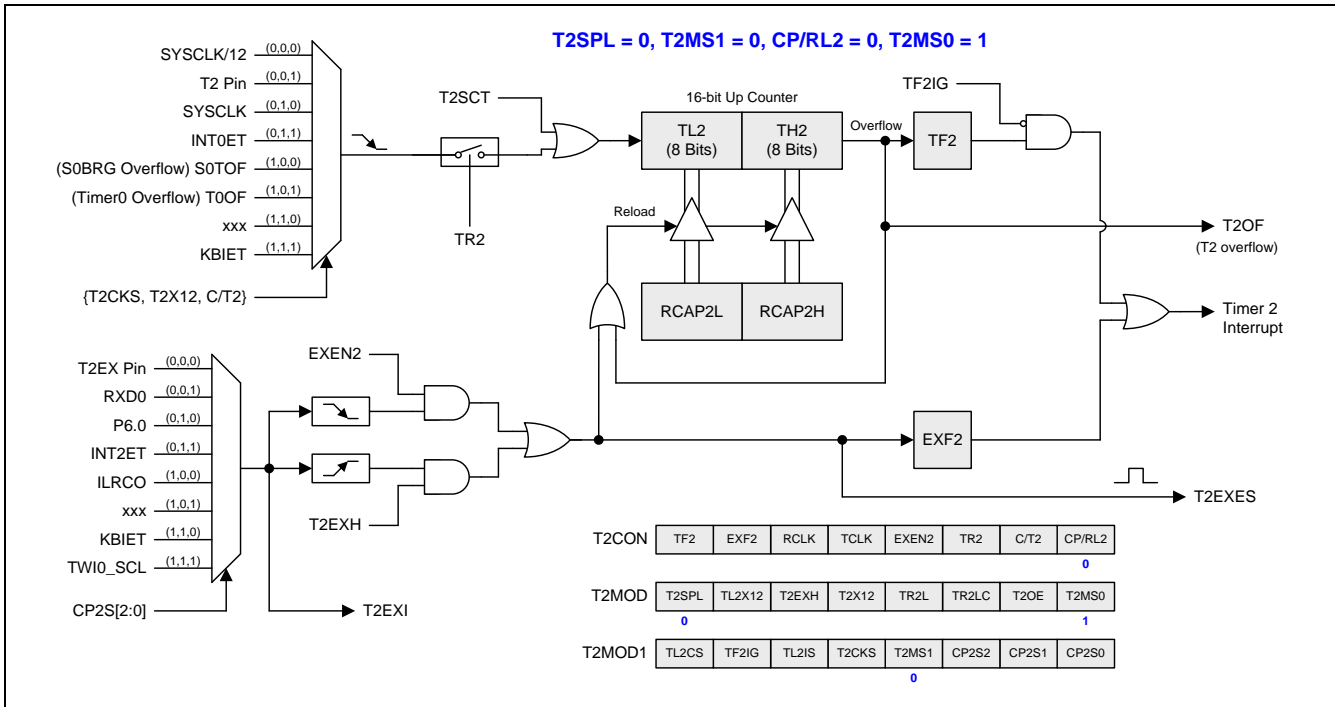 T2SPL = 0, T2MS1 = 0, CP/RL2 = 0, T2MS0 = 1
SYSCLK/12 (0,0,0)
T2 Pin (0,0,1)
SYSCLK (0,1,0)
INT0ET (0,1,1)
(S0BRG Overflow) S0TOF (1,0,0)
(Timer0 Overflow) T0OF (1,0,1)
xxx (1,1,0)
KBIET (1,1,1)
{T2CKS, T2X12, C/T2}
TR2
T2SCT
16-bit Up Counter
TL2
(8 Bits)
TH2
(8 Bits)
Overflow
TF2
TF2IG
Reload
RCAP2L
RCAP2H
T2OF
(T2 overflow)
Timer 2
Interrupt
EXEN2
T2EX Pin (0,0,0)
RXD0 (0,0,1)
P6.0 (0,1,0)
INT2ET (0,1,1)
ILRCO (1,0,0)
xxx (1,0,1)
KBIET (1,1,0)
TWI0_SCL (1,1,1)
CP2S[2:0]
T2EXH
T2EXI
EXF2
T2EXES
T2CON TF2 EXF2 RCLK TCLK EXEN2 TR2 C/T2 CP/RL2
0
T2MOD T2SPL TL2X12 T2EXH T2X12 TR2L TR2LC T2OE T2MS0
0 1
T2MOD1 TL2CS TF2IG TL2IS T2CKS T2MS1 CP2S2 CP2S1 CP2S0
0